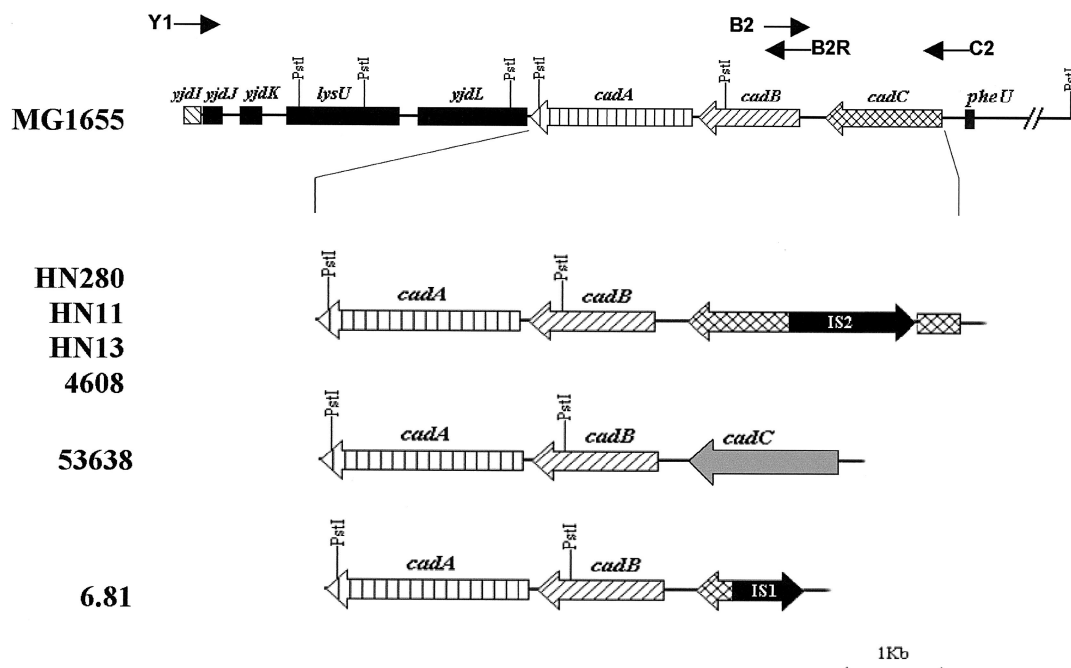 Y1
B2
B2R
C2
PstI
PstI
PstI
PstI
PstI
PstI
yjdI yjdJ yjdK lysU yjdL cadA cadB cadC pheU
MG1655
HN280
HN11
HN13
4608
PstI
PstI
cadA
cadB
IS2
53638
PstI
PstI
cadA
cadB
cadC
6.81
PstI
PstI
cadA
cadB
IS1
1Kb